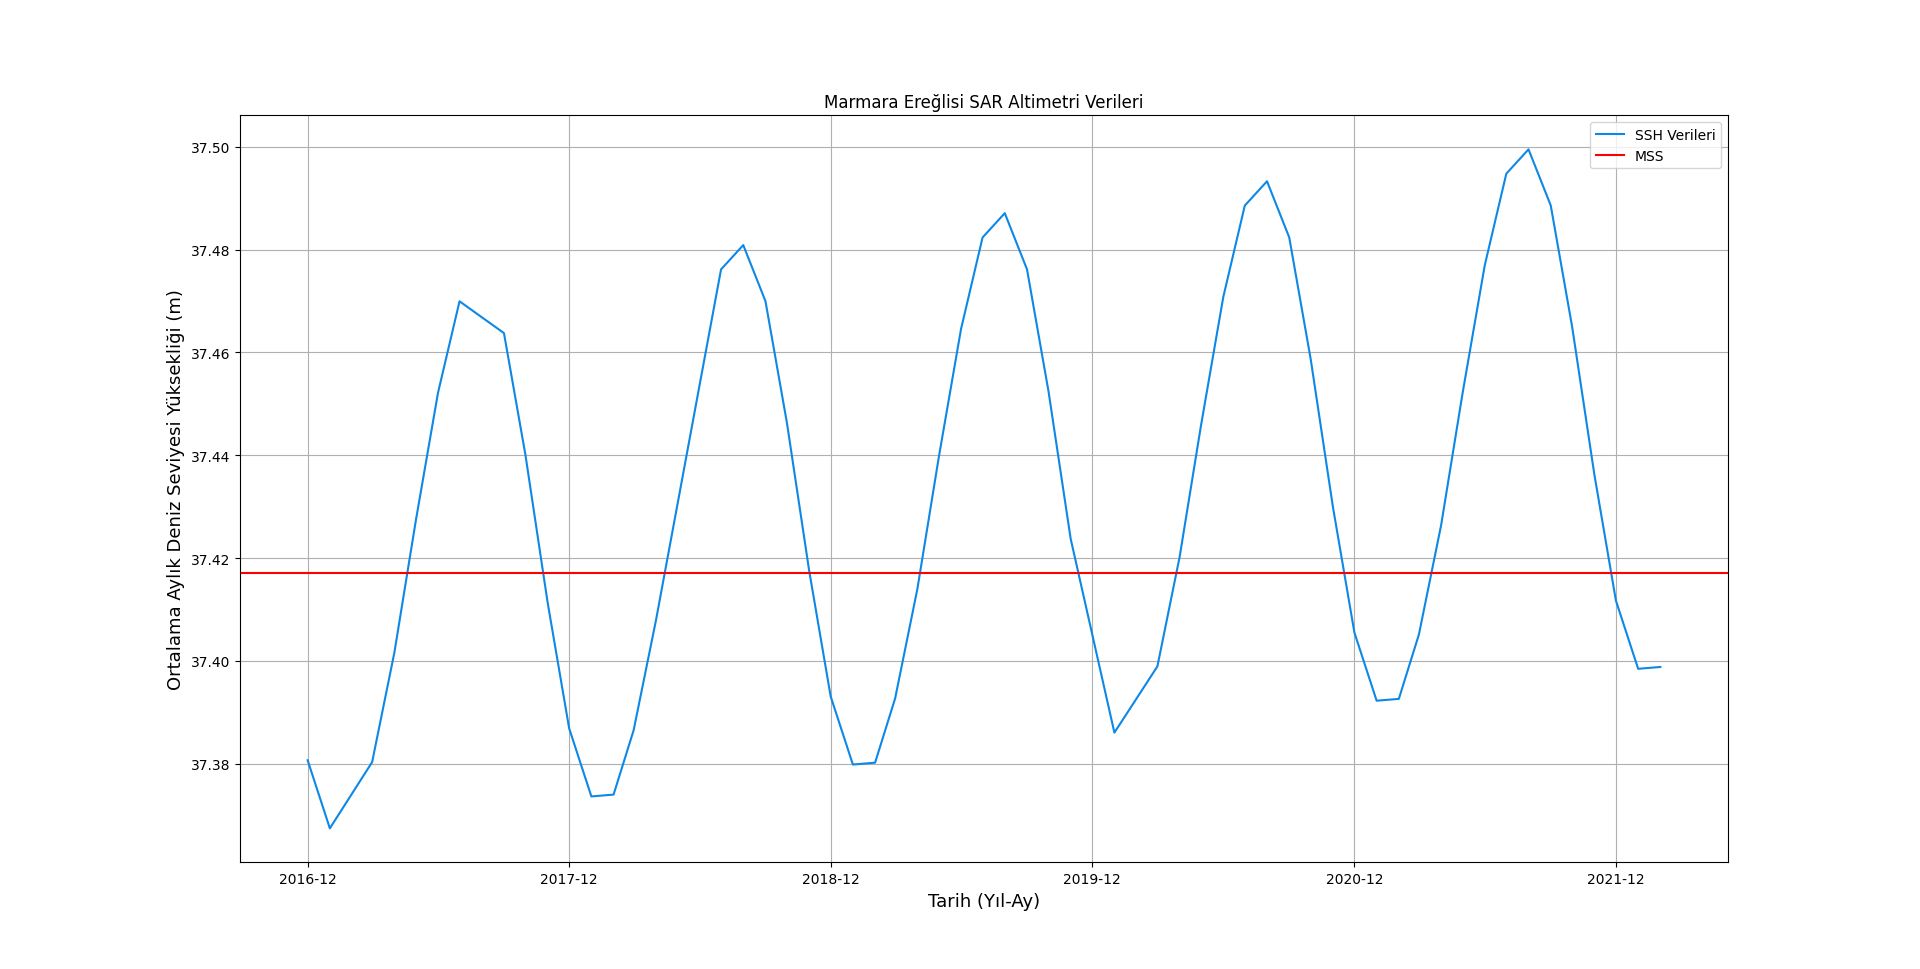 Marmara Ereğlisi SAR Altimetri Verileri
SSH Verileri
MSS
Ortalama Aylık Deniz Seviyesi Yüksekliği (m)
37.50
37.48
37.46
37.44
37.42
37.40
37.38
2016-12
2017-12
2018-12
2019-12
2020-12
2021-12
Tarih (Yıl-Ay)